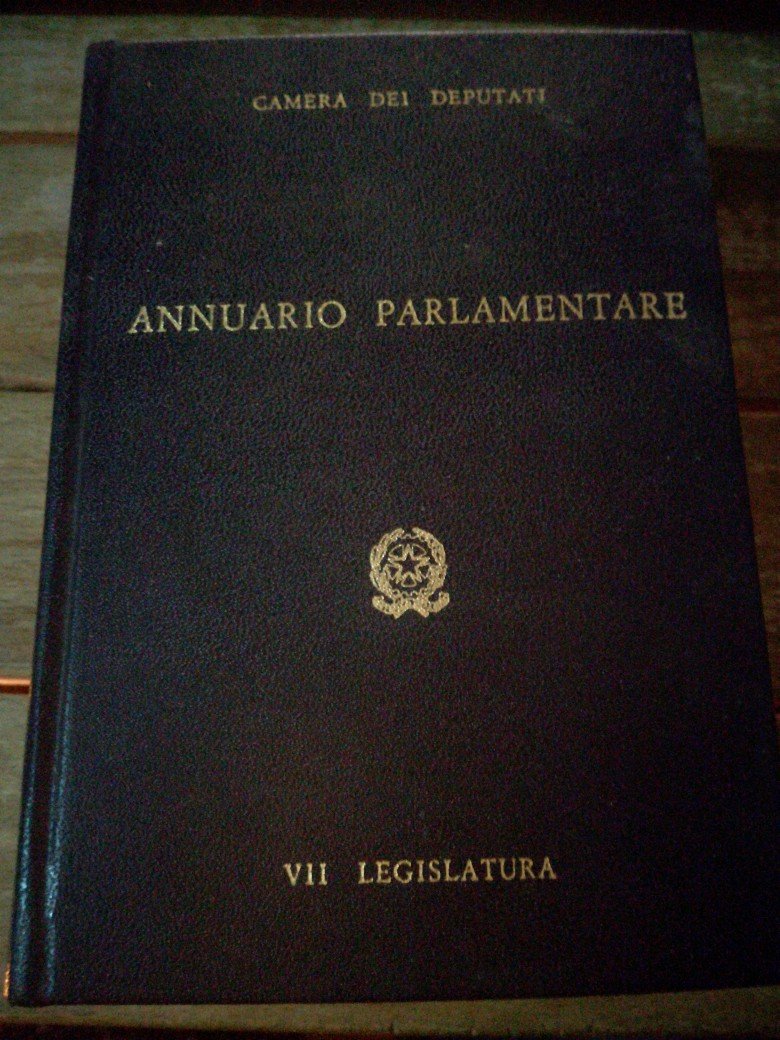 CAMERA DEI DEPUTATI
ANNUARIO PARLAMENTARE
VII LEGISLATURA